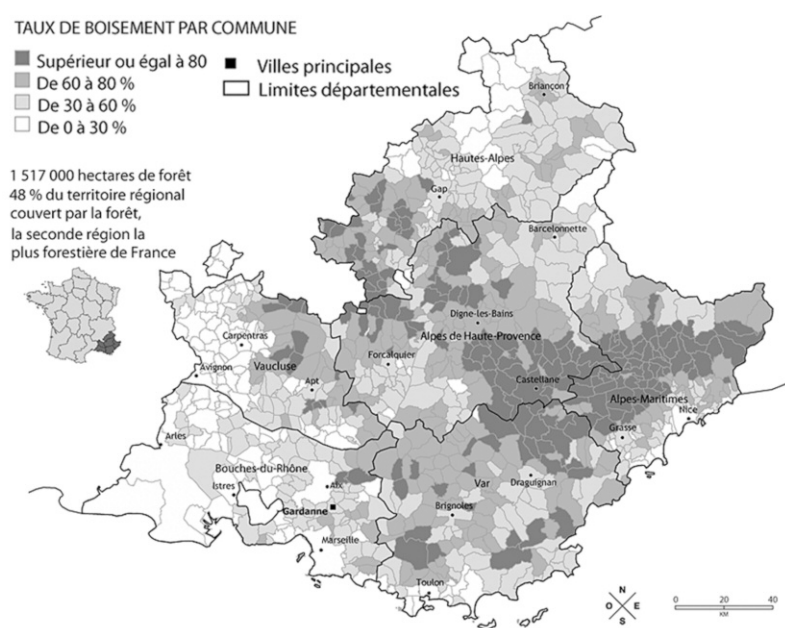 TAUX DE BOISEMENT PAR COMMUNE
Supérieur ou égal à 80
De 60 à 80 %
De 30 à 60 %
De 0 à 30 %
Villes principales
Limites départementales
1 517 000 hectares de forêt
48 % du territoire régional
couvert par la forêt,
la seconde région la
plus forestière de France
Briançon
Hautes-Alpes
Gap
Barcelonnette
Digne-les-Bains
Alpes de Haute-Provence
Carpentras
Forcalquier
Vaucluse
Avignon
Apt
Castellane
Alpes-Maritimes
Nice
Grasse
Arles
Bouches-du-Rhône
Istres
Aix
Var
Draguignan
Gardanne
Brignoles
Marseille
Toulon
N
O E
S
0 20 40
KM